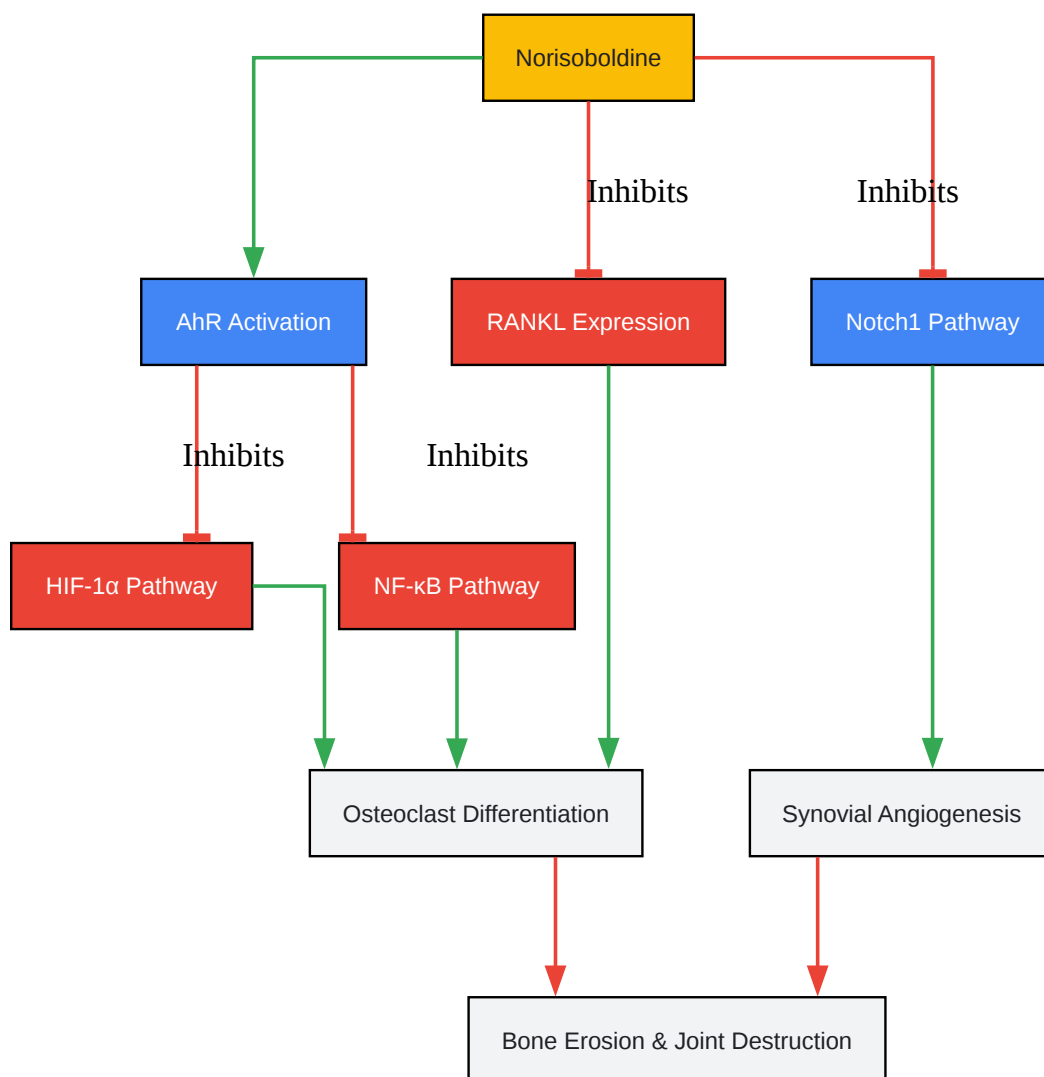 Norisoboldine
Inhibits
Inhibits
AhR Activation
RANKL Expression
Notch1 Pathway
Inhibits
Inhibits
HIF-1α Pathway
NF-κB Pathway
Osteoclast Differentiation
Synovial Angiogenesis
Bone Erosion & Joint Destruction